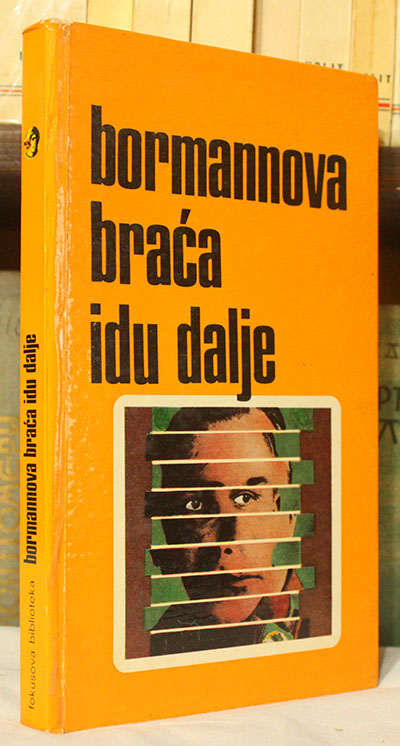 bormannova
braća
idu dalje
fokusova biblioteka bormannova braća idu dalje